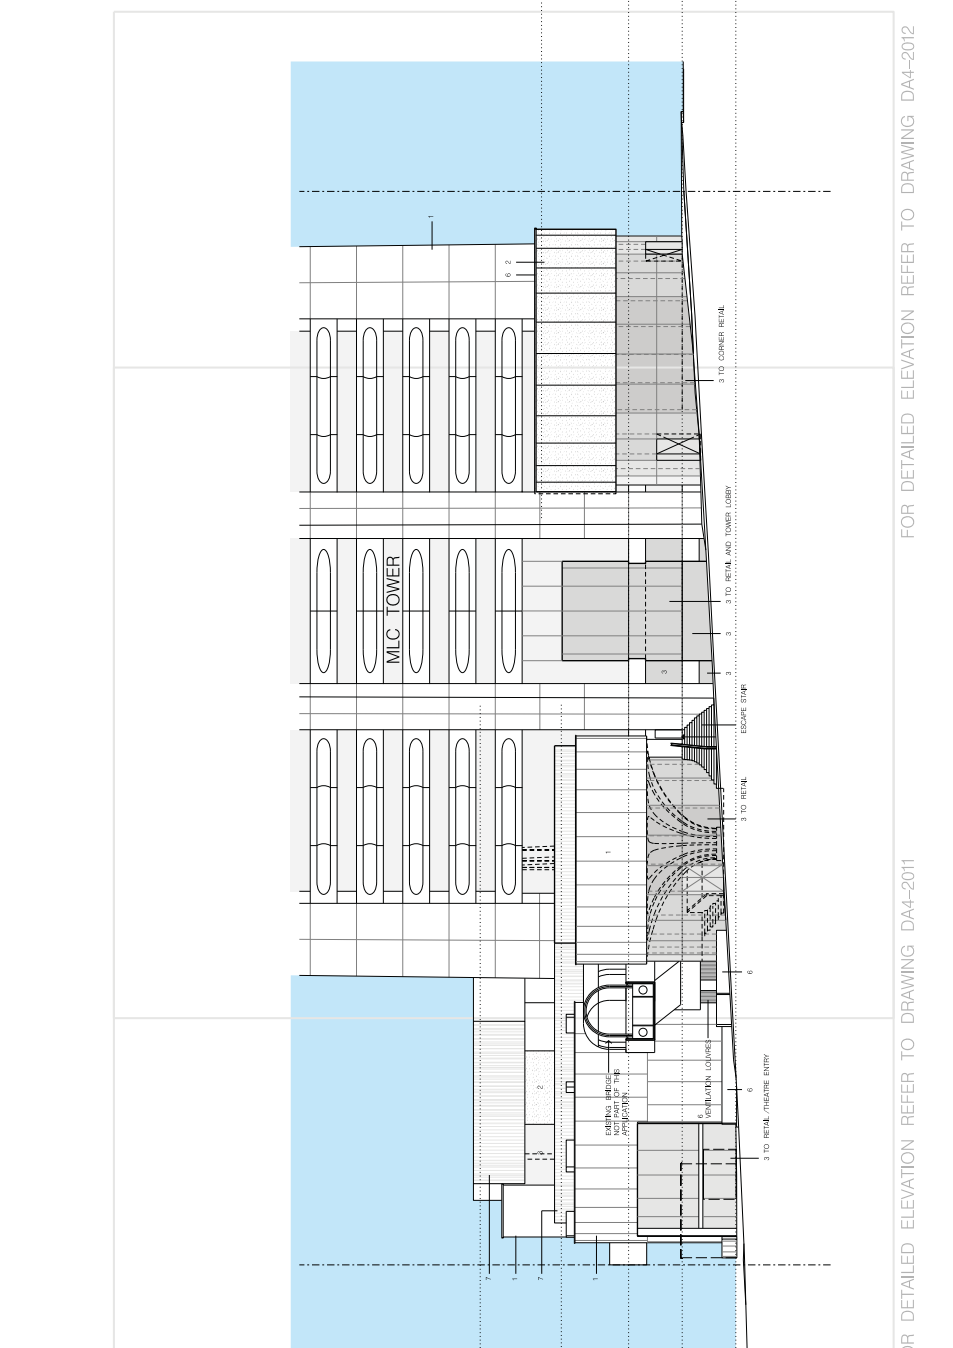 FOR DETAILED ELEVATION REFER TO DRAWING DA4-2011
FOR DETAILED ELEVATION REFER TO DRAWING DA4-2012
MLC TOWER
1
2
6
3 TO CORNER RETAIL
3 TO RETAIL AND TOWER LOBBY
3
3
3
ESCAPE STAIR
3 TO RETAIL
1
6
EXISTING BRIDGE
NOT PART OF THIS
APPLICATION
6
VENTILATION LOUVRES
6
3 TO RETAIL/THEATRE ENTRY
2
3
7
1
7
1